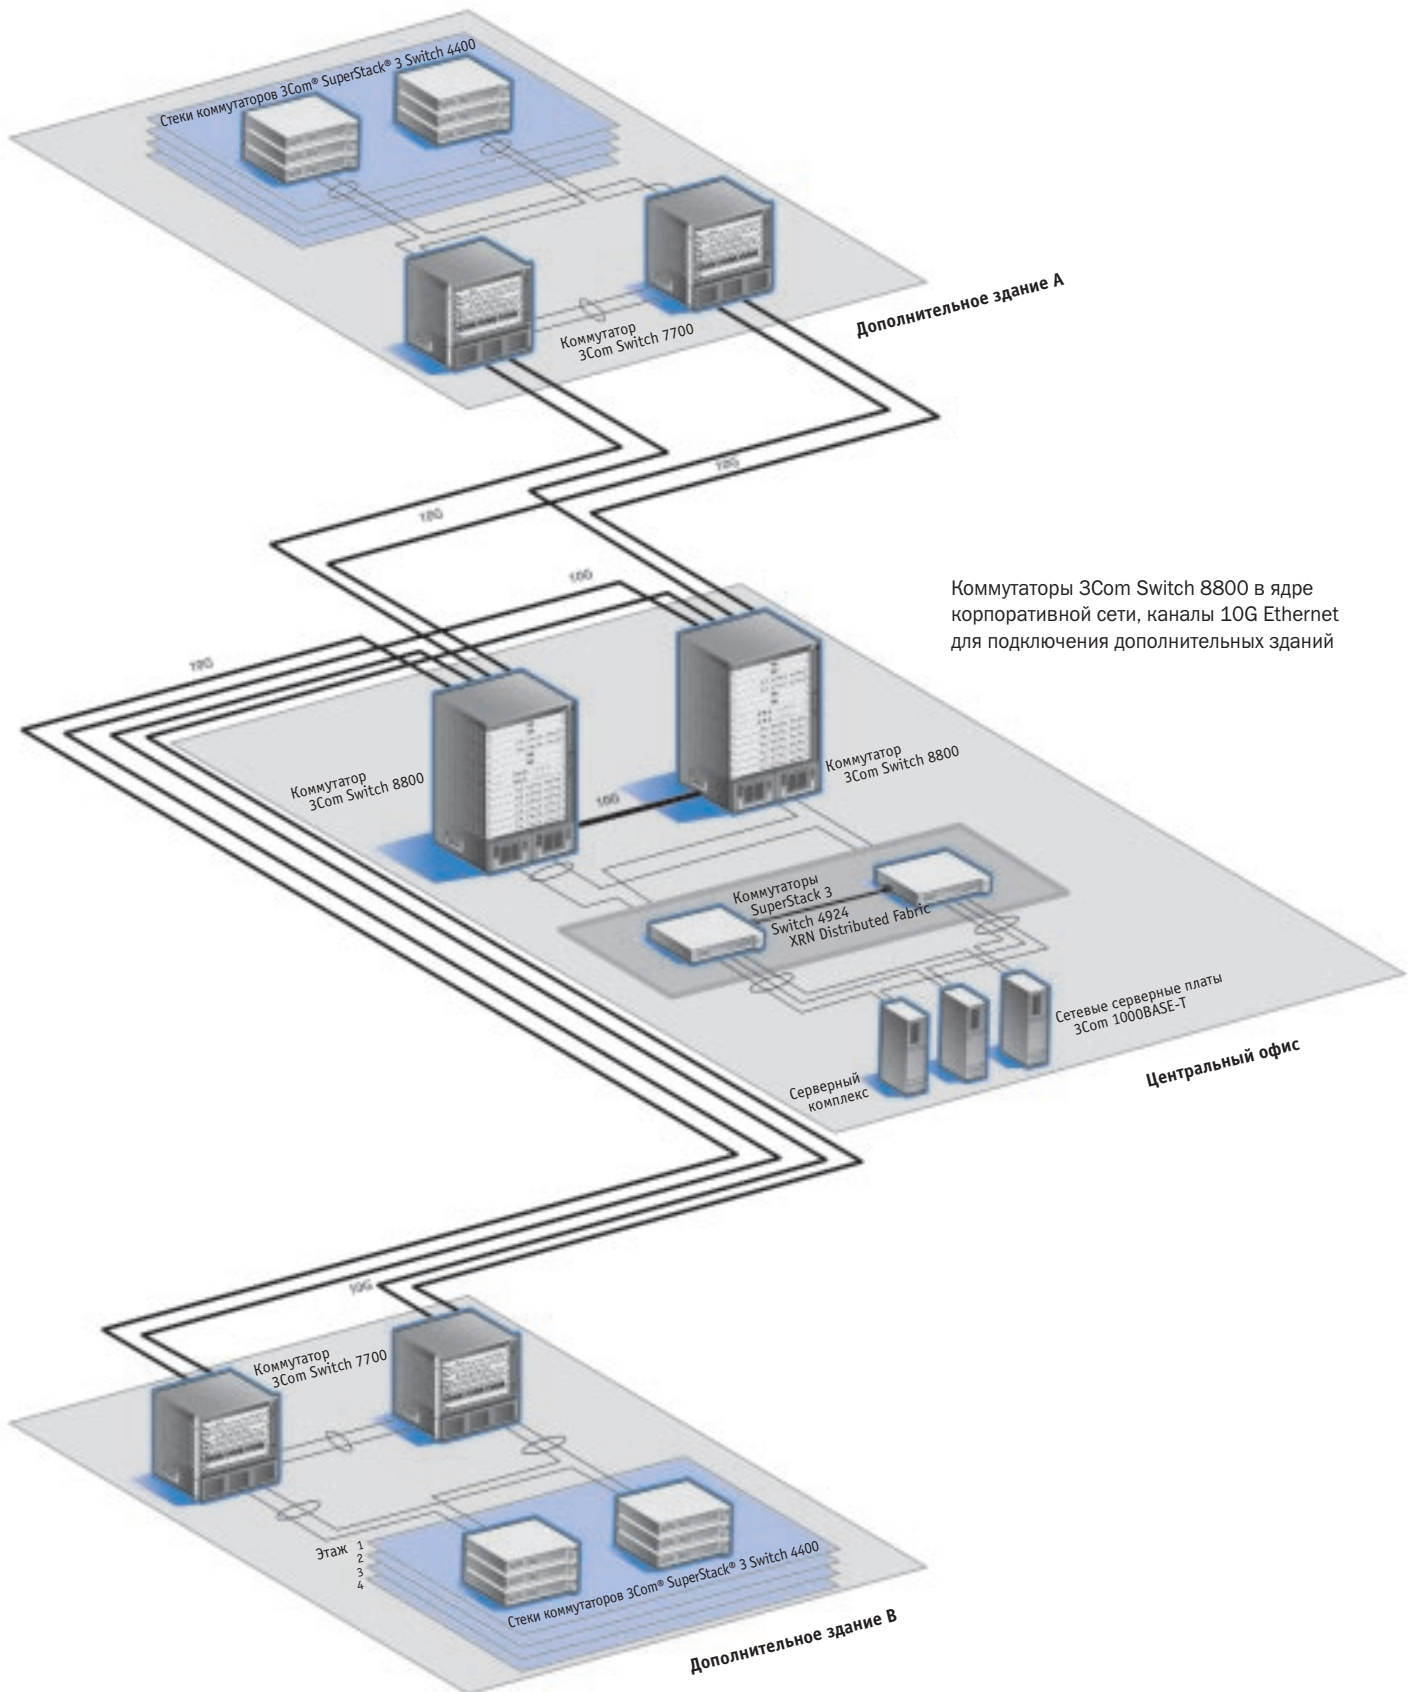 Стеки коммутаторов 3Com® SuperStack® 3 Switch 4400
Коммутатор
3Com Switch 7700
Дополнительное здание А
10G
10G
10G
10G
Коммутаторы 3Com Switch 8800 в ядре
корпоративной сети, каналы 10G Ethernet
для подключения дополнительных зданий
Коммутатор
3Com Switch 8800
10G
Коммутатор
3Com Switch 8800
Коммутаторы
SuperStack 3
Switch 4924
XRN Distributed Fabric
Сетевые серверные платы
3Com 1000BASE-T
Серверный
комплекс
Центральный офис
10G
Коммутатор
3Com Switch 7700
Этаж 1
2
3
4
Стеки коммутаторов 3Com® SuperStack® 3 Switch 4400
Дополнительное здание В